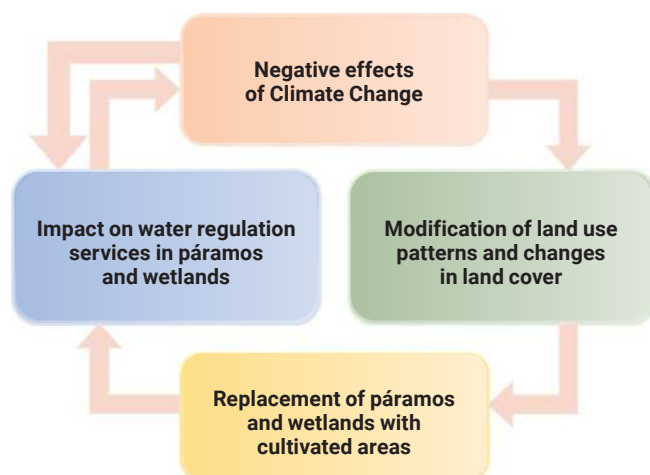 Negative effects
of Climate Change
Impact on water regulation
services in páramos
and wetlands
Modification of land use
patterns and changes
in land cover
Replacement of páramos
and wetlands with
cultivated areas